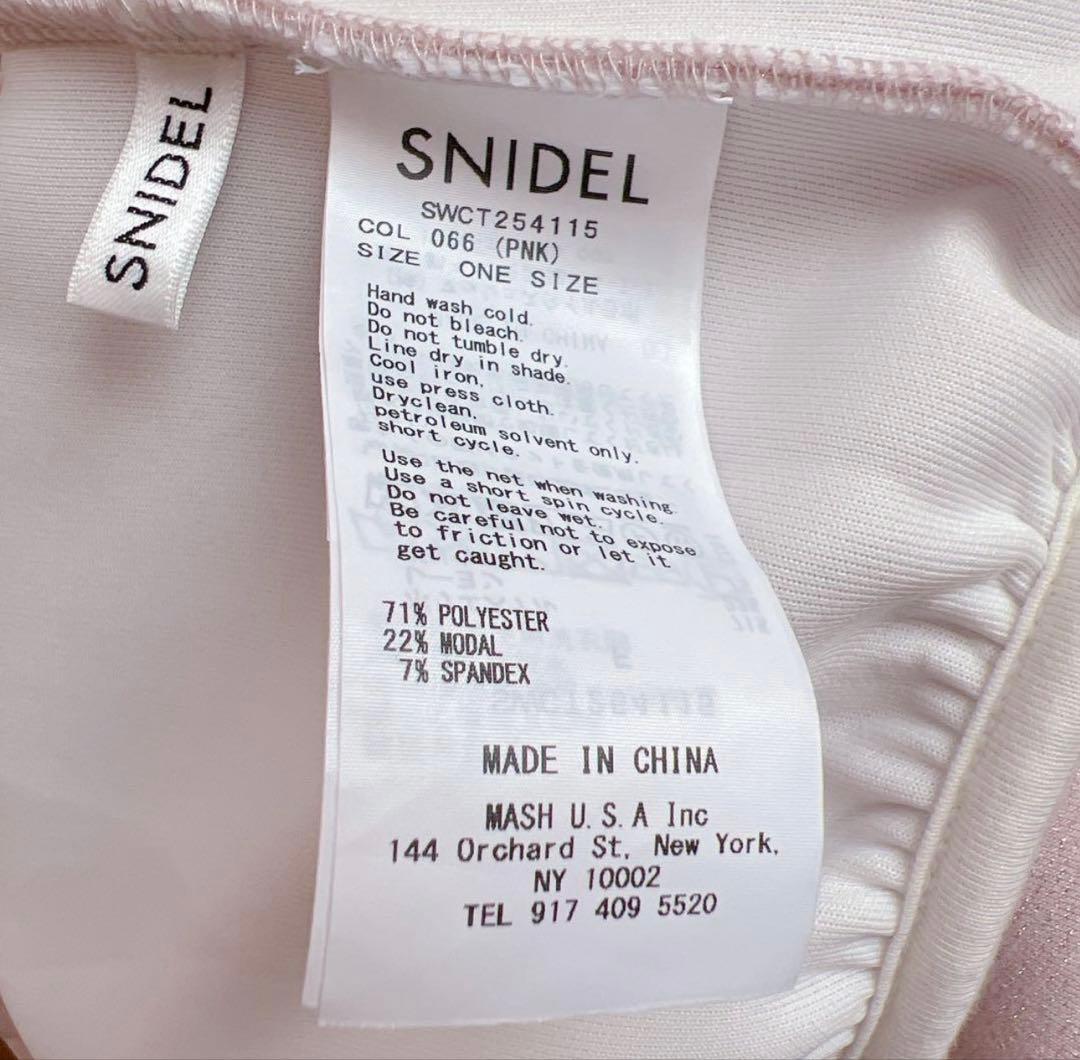 SNIDEL
SNIDEL
SWCT254115
COL 066 (PNK)
SIZE ONE SIZE
Hand wash cold.
Do not bleach.
Do not tumble dry.
Line dry in shade.
Cool iron,
use press cloth.
Dryclean,
petroleum solvent only.
short cycle.
Use the net when washing.
Use a short spin cycle.
Do not leave wet.
Be careful not to expose
to friction or let it
get caught.
71% POLYESTER
22% MODAL
7% SPANDEX
MADE IN CHINA
MASH U.S.A Inc
144 Orchard St, New York,
NY 10002
TEL 917 409 5520